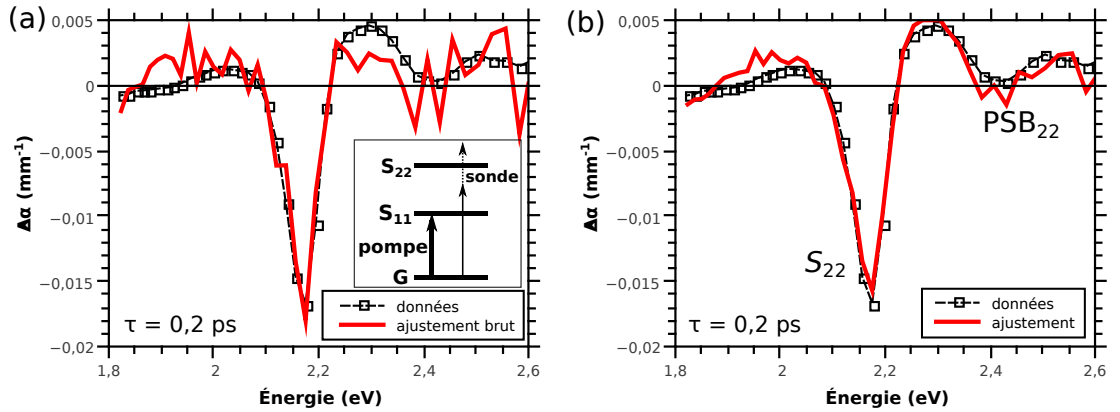 (a)
0,005
0
−0,005
−0,01
−0,015
−0,02
Δα (mm⁻¹)
1,8
2
2,2
2,4
2,6
Énergie (eV)
S₂₂
sonde
S₁₁
pompe
G
données
ajustement brut
τ = 0,2 ps
(b)
0,005
0
−0,005
−0,01
−0,015
−0,02
Δα (mm⁻¹)
1,8
2
2,2
2,4
2,6
Énergie (eV)
PSB₂₂
S₂₂
données
ajustement
τ = 0,2 ps